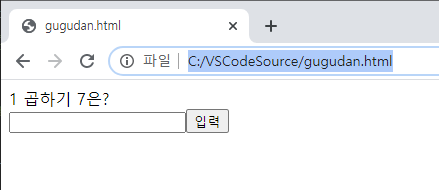 gugudan.html
파일 C:/VSCodeSource/gugudan.html
1 곱하기 7은?
입력